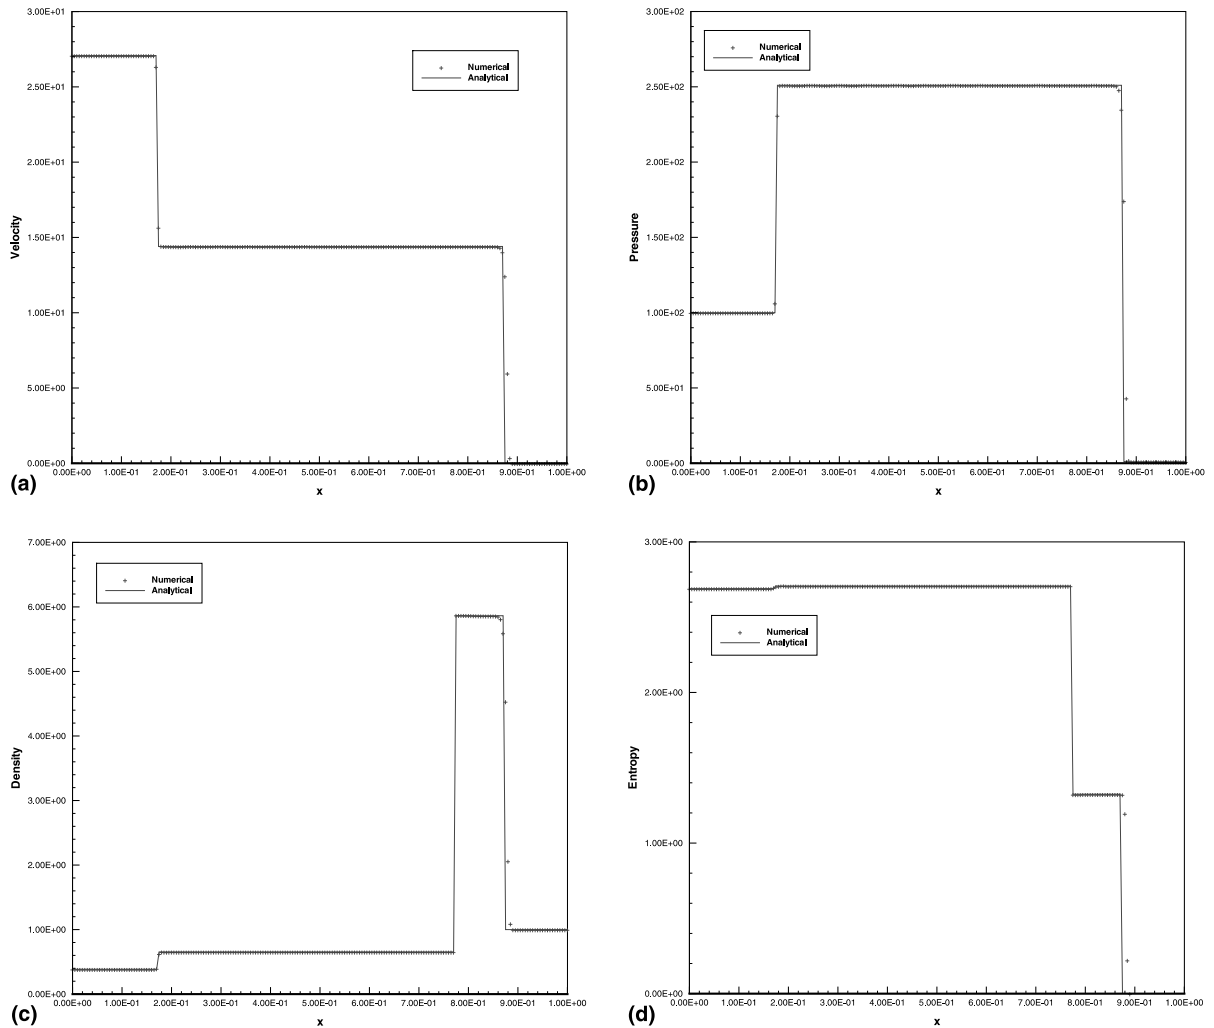 3.00E+01
2.50E+01
2.00E+01
1.50E+01
1.00E+01
5.00E+00
0.00E+00
Velocity
Numerical
Analytical
0.00E+00 1.00E-01 2.00E-01 3.00E-01 4.00E-01 5.00E-01 6.00E-01 7.00E-01 8.00E-01 9.00E-01 1.00E+00
x
(a)
3.00E+02
2.50E+02
2.00E+02
1.50E+02
1.00E+02
5.00E+01
0.00E+00
Pressure
Numerical
Analytical
0.00E+00 1.00E-01 2.00E-01 3.00E-01 4.00E-01 5.00E-01 6.00E-01 7.00E-01 8.00E-01 9.00E-01 1.00E+00
x
(b)
7.00E+00
6.00E+00
5.00E+00
4.00E+00
3.00E+00
2.00E+00
1.00E+00
0.00E+00
Density
Numerical
Analytical
0.00E+00 1.00E-01 2.00E-01 3.00E-01 4.00E-01 5.00E-01 6.00E-01 7.00E-01 8.00E-01 9.00E-01 1.00E+00
x
(c)
3.00E+00
2.00E+00
1.00E+00
0.00E+00
Entropy
Numerical
Analytical
0.00E+00 1.00E-01 2.00E-01 3.00E-01 4.00E-01 5.00E-01 6.00E-01 7.00E-01 8.00E-01 9.00E-01 1.00E+00
x
(d)